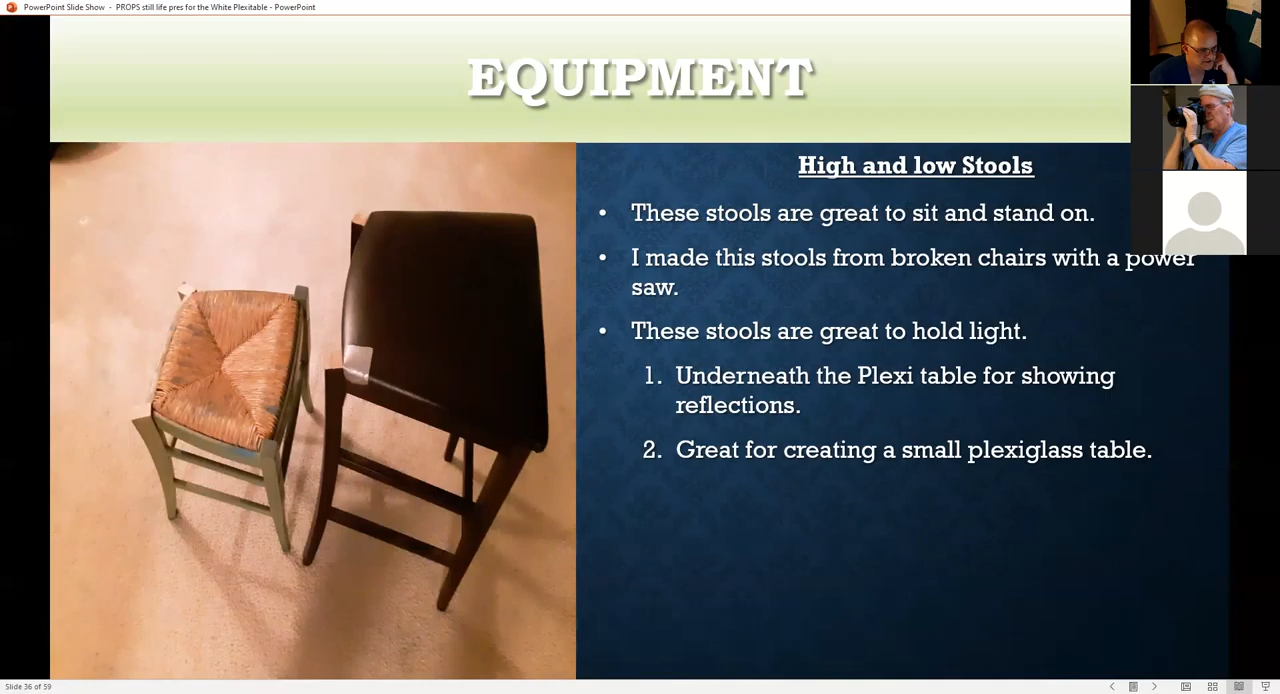 PowerPoint Slide Show - PROPS still life pres for the White Plexitable - PowerPoint
EQUIPMENT
High and low Stools
• These stools are great to sit and stand on.
• I made this stools from broken chairs with a power
saw.
• These stools are great to hold light.
1. Underneath the Plexi table for showing
reflections.
2. Great for creating a small plexiglass table.
Slide 36 of 59